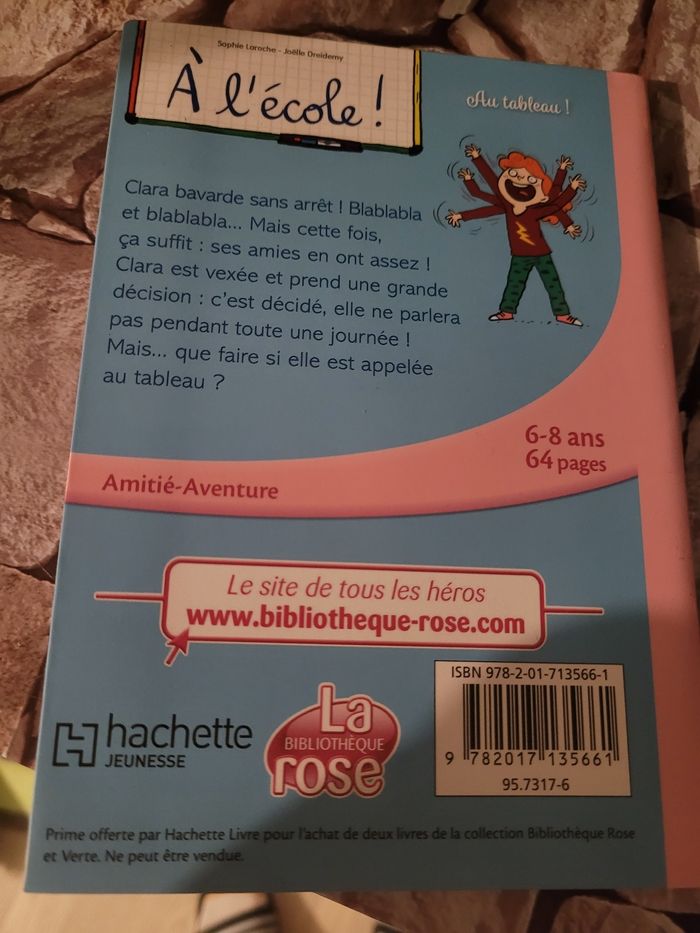 Sophie Laroche - Joëlle Dreidemy
À l'école !
Au tableau !
Clara bavarde sans arrêt ! Blablabla
et blablabla... Mais cette fois,
ça suffit : ses amies en ont assez !
Clara est vexée et prend une grande
décision : c'est décidé, elle ne parlera
pas pendant toute une journée !
Mais... que faire si elle est appelée
au tableau ?
6-8 ans
64 pages
Amitié-Aventure
Le site de tous les héros
www.bibliotheque-rose.com
ISBN 978-2-01-713566-1
9 782017 135661
95.7317-6
hachette
JEUNESSE
La
BIBLIOTHÈQUE
rose
Prime offerte par Hachette Livre pour l'achat de deux livres de la collection Bibliothèque Rose
et Verte. Ne peut être vendue.